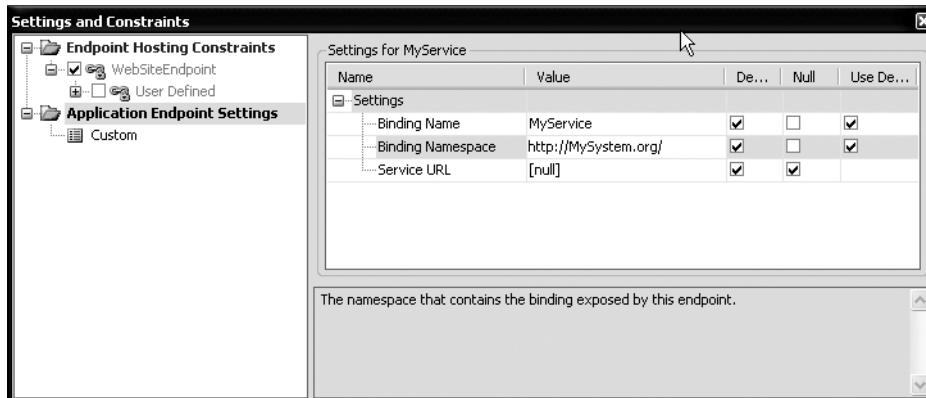 Settings and Constraints
Endpoint Hosting Constraints
WebSiteEndpoint
User Defined
Application Endpoint Settings
Custom
Settings for MyService
Name Value De... Null Use De...
Settings
Binding Name MyService
Binding Namespace http://MySystem.org/
Service URL [null]
The namespace that contains the binding exposed by this endpoint.